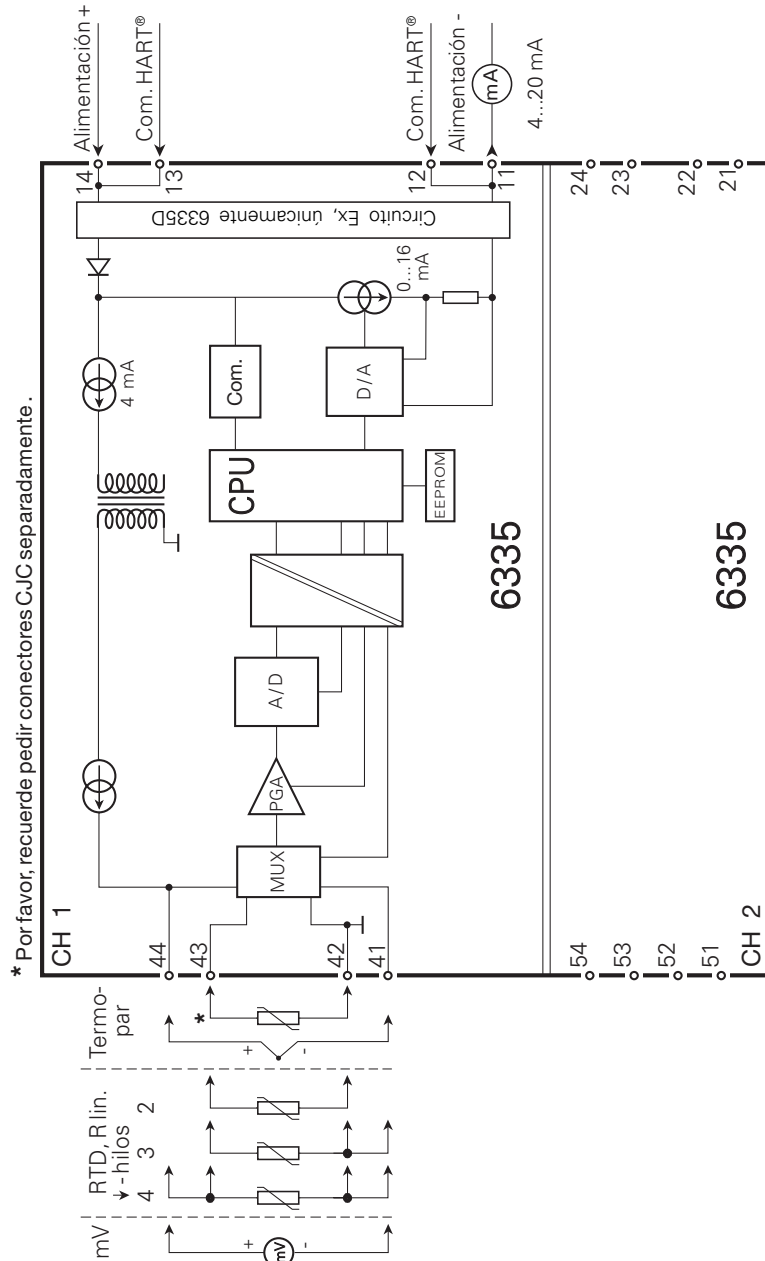 * Por favor, recuerde pedir conectores CJC separadamente.
mV
RTD, R lin.
-hilos
4 3 2
Termo-
par
+
-
mV
+
-
*
CH 1
44
43
42
41
MUX
PGA
A/D
4 mA
CPU
EEPROM
Com.
D/A
0...16
mA
Circuito Ex, únicamente 6335D
14
13
12
11
Alimentación +
Com. HART®
Com. HART®
Alimentación -
mA
4...20 mA
6335
54
53
52
51
CH 2
6335
24
23
22
21